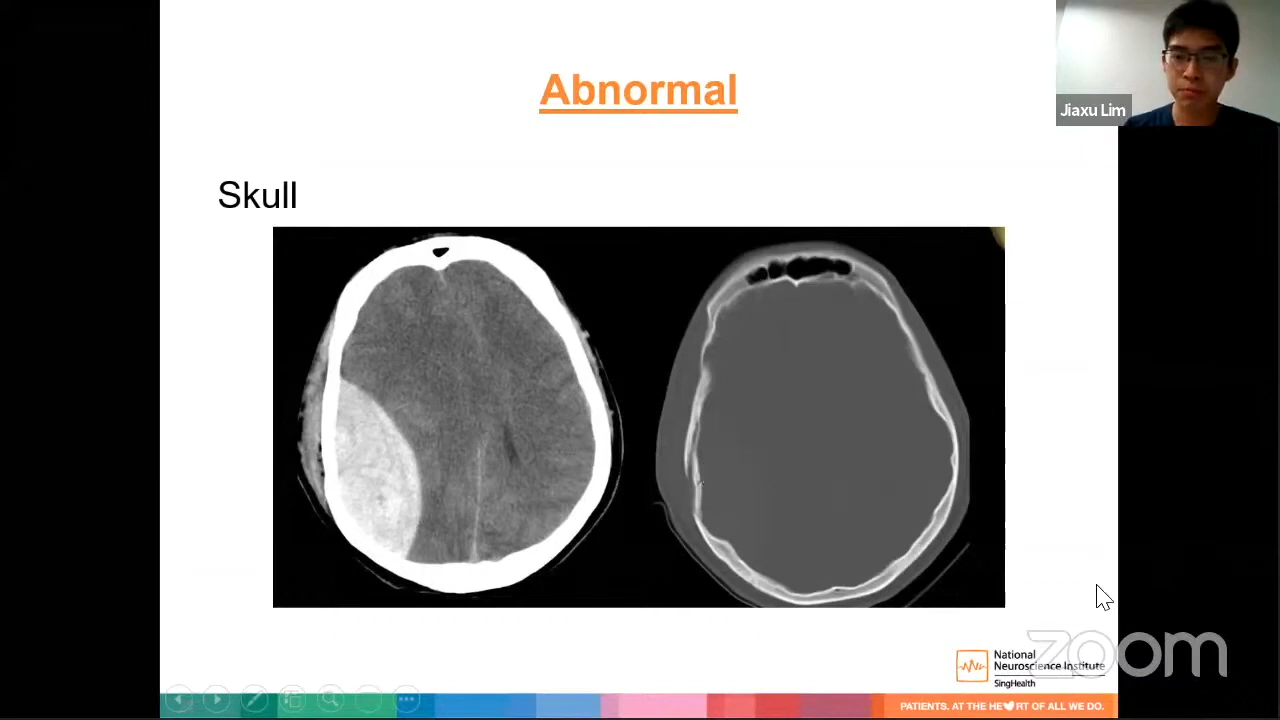 Abnormal
Jiaxu Lim
Skull
zoom
National
Neuroscience Institute
SingHealth
PATIENTS. AT THE HE RT OF ALL WE DO.